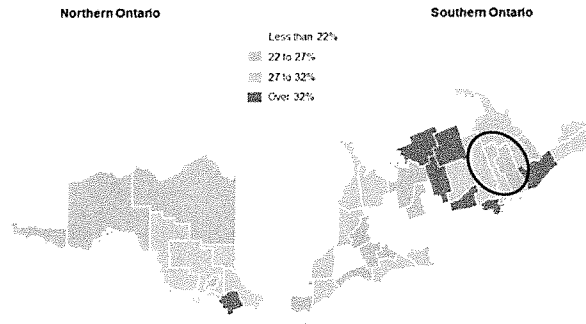 Northern Ontario
Southern Ontario
Less than 22%
22 to 27%
27 to 32%
Over 32%